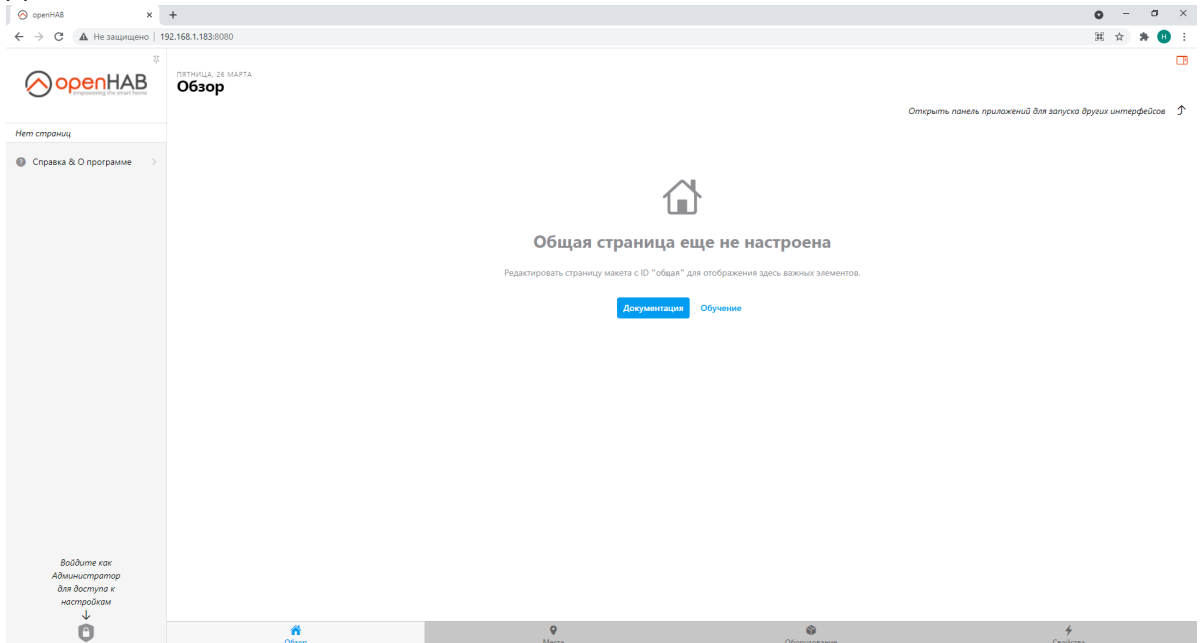 openHAB
Не защищено
192.168.1.183:8080
H
openHAB
empowering the smart home
ПЯТНИЦА, 26 МАРТА
Обзор
Открыть панель приложений для запуска других интерфейсов
Нет страниц
Справка & О программе
Общая страница еще не настроена
Редактировать страницу макета с ID "общая" для отображения здесь важных элементов.
Документация
Обучение
Войдите как
Администратор
для доступа к
настройкам
Обзор
Места
Оборудование
Свойства